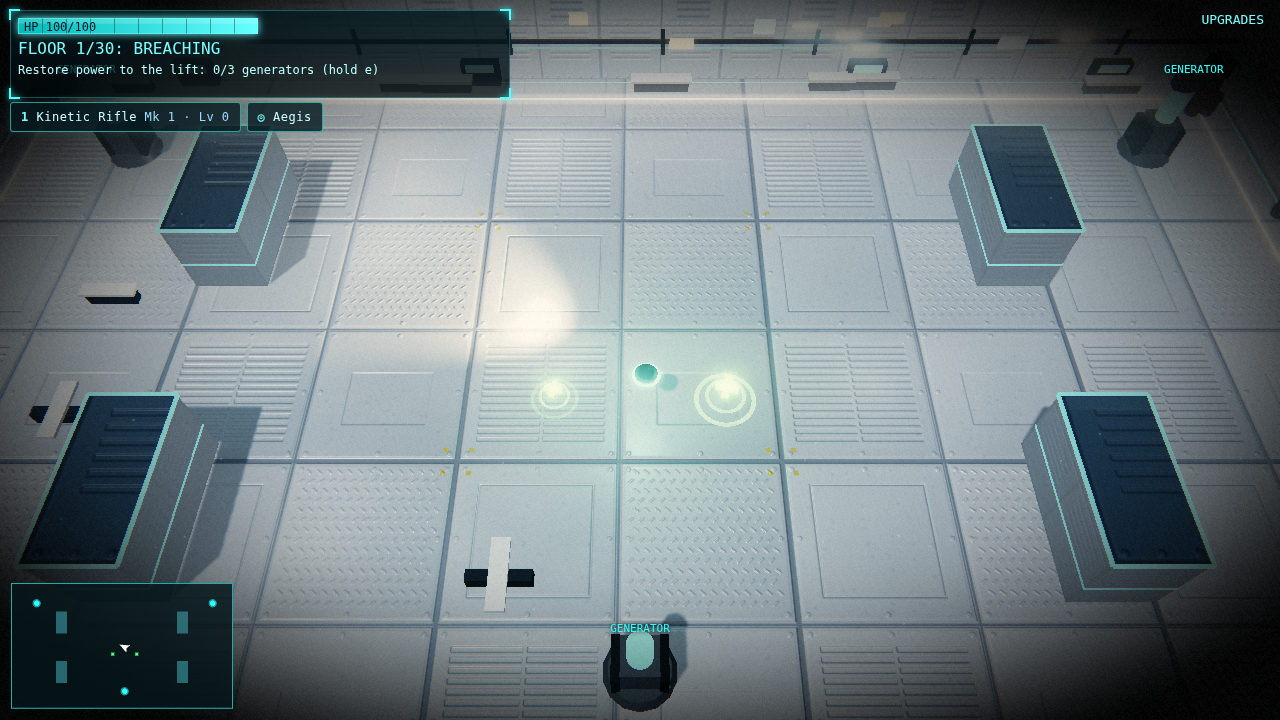 HP 100/100
UPGRADES
FLOOR 1/30: BREACHING
Restore power to the lift: 0/3 generators (hold e)
GENERATOR
1 Kinetic Rifle Mk 1 · Lv 0
◎ Aegis
GENERATOR